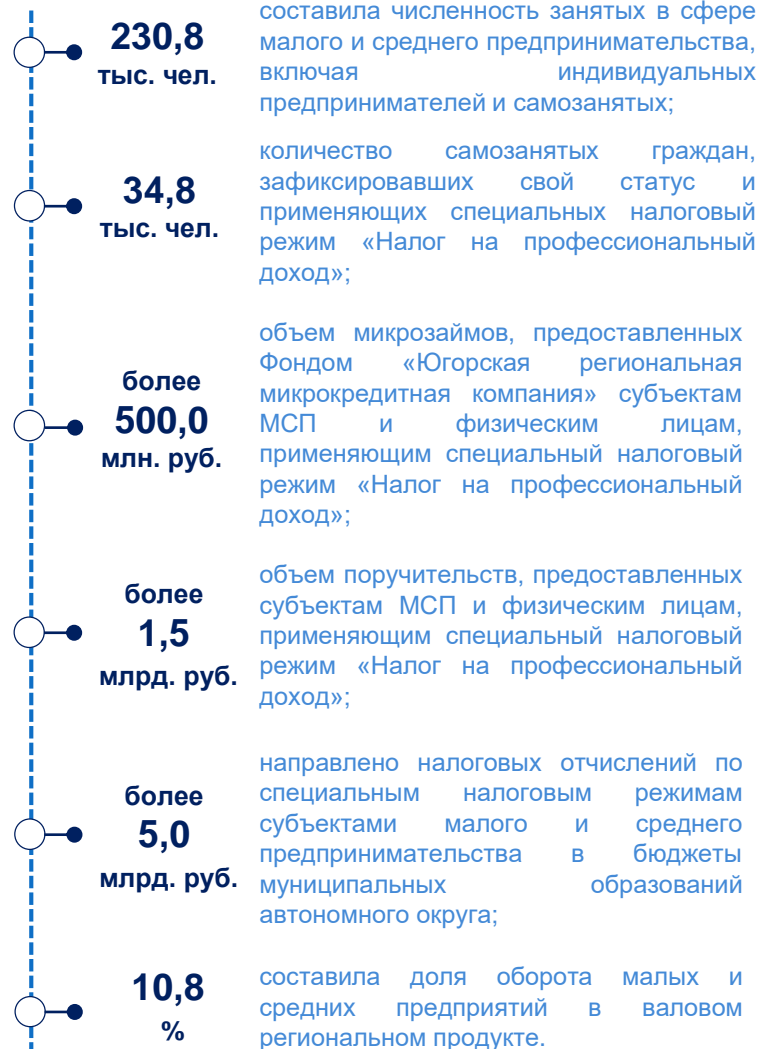 230,8
тыс. чел.
составила численность занятых в сфере
малого и среднего предпринимательства,
включая индивидуальных
предпринимателей и самозанятых;
34,8
тыс. чел.
количество самозанятых граждан,
зафиксировавших свой статус и
применяющих специальных налоговый
режим «Налог на профессиональный
доход»;
более
500,0
млн. руб.
объем микрозаймов, предоставленных
Фондом «Югорская региональная
микрокредитная компания» субъектам
МСП и физическим лицам,
применяющим специальный налоговый
режим «Налог на профессиональный
доход»;
более
1,5
млрд. руб.
объем поручительств, предоставленных
субъектам МСП и физическим лицам,
применяющим специальный налоговый
режим «Налог на профессиональный
доход»;
более
5,0
млрд. руб.
направлено налоговых отчислений по
специальным налоговым режимам
субъектами малого и среднего
предпринимательства в бюджеты
муниципальных образований
автономного округа;
10,8
%
составила доля оборота малых и
средних предприятий в валовом
региональном продукте.